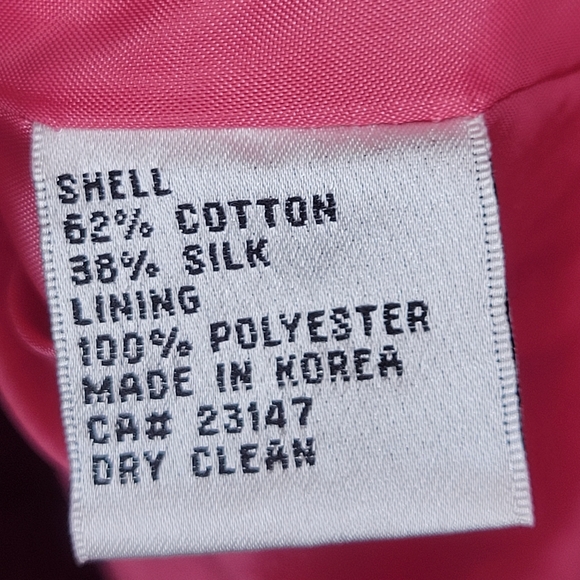 SHELL
62% COTTON
38% SILK
LINING
100% POLYESTER
MADE IN KOREA
CA# 23147
DRY CLEAN